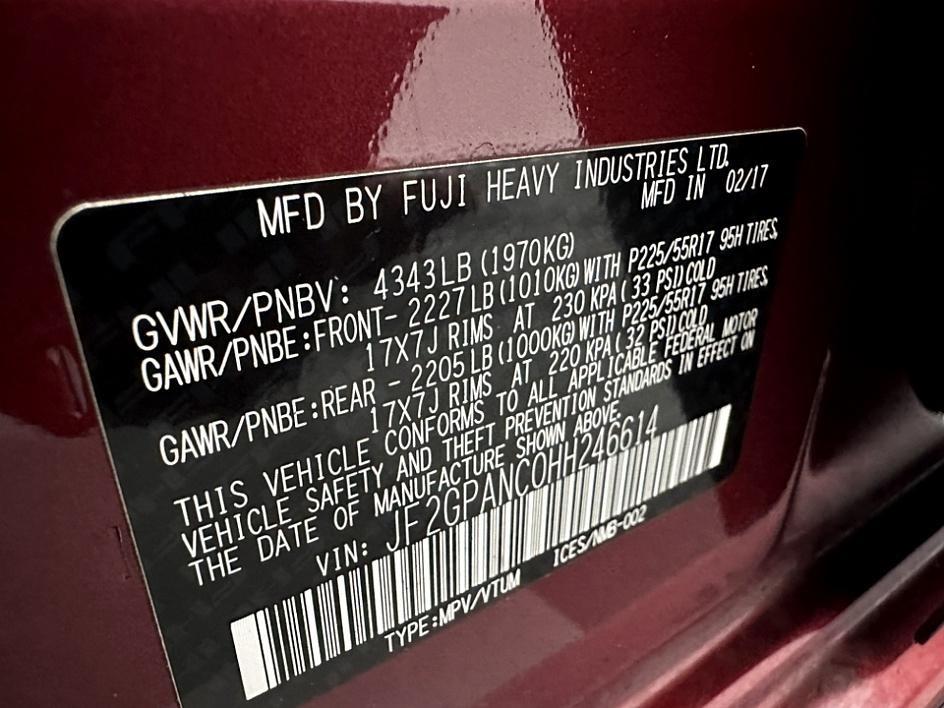 MFD BY FUJI HEAVY INDUSTRIES LTD.
MFD IN 02/17
GVWR/PNBV: 4343LB (1970KG)
GAWR/PNBE:FRONT- 2227LB (1010KG)WITH P225/55R17 95H TIRES,
17X7J RIMS AT 230 KPA( 33 PSI)COLD
GAWR/PNBE:REAR - 2205LB (1000KG)WITH P225/55R17 95H TIRES,
17X7J RIMS AT 220 KPA( 32 PSI)COLD
THIS VEHICLE CONFORMS TO ALL APPLICABLE FEDERAL MOTOR
VEHICLE SAFETY AND THEFT PREVENTION STANDARDS IN EFFECT ON
THE DATE OF MANUFACTURE SHOWN ABOVE.
VIN: JF2GPANC0HH246614
TYPE:MPV/VTUM ICES/NMB-002